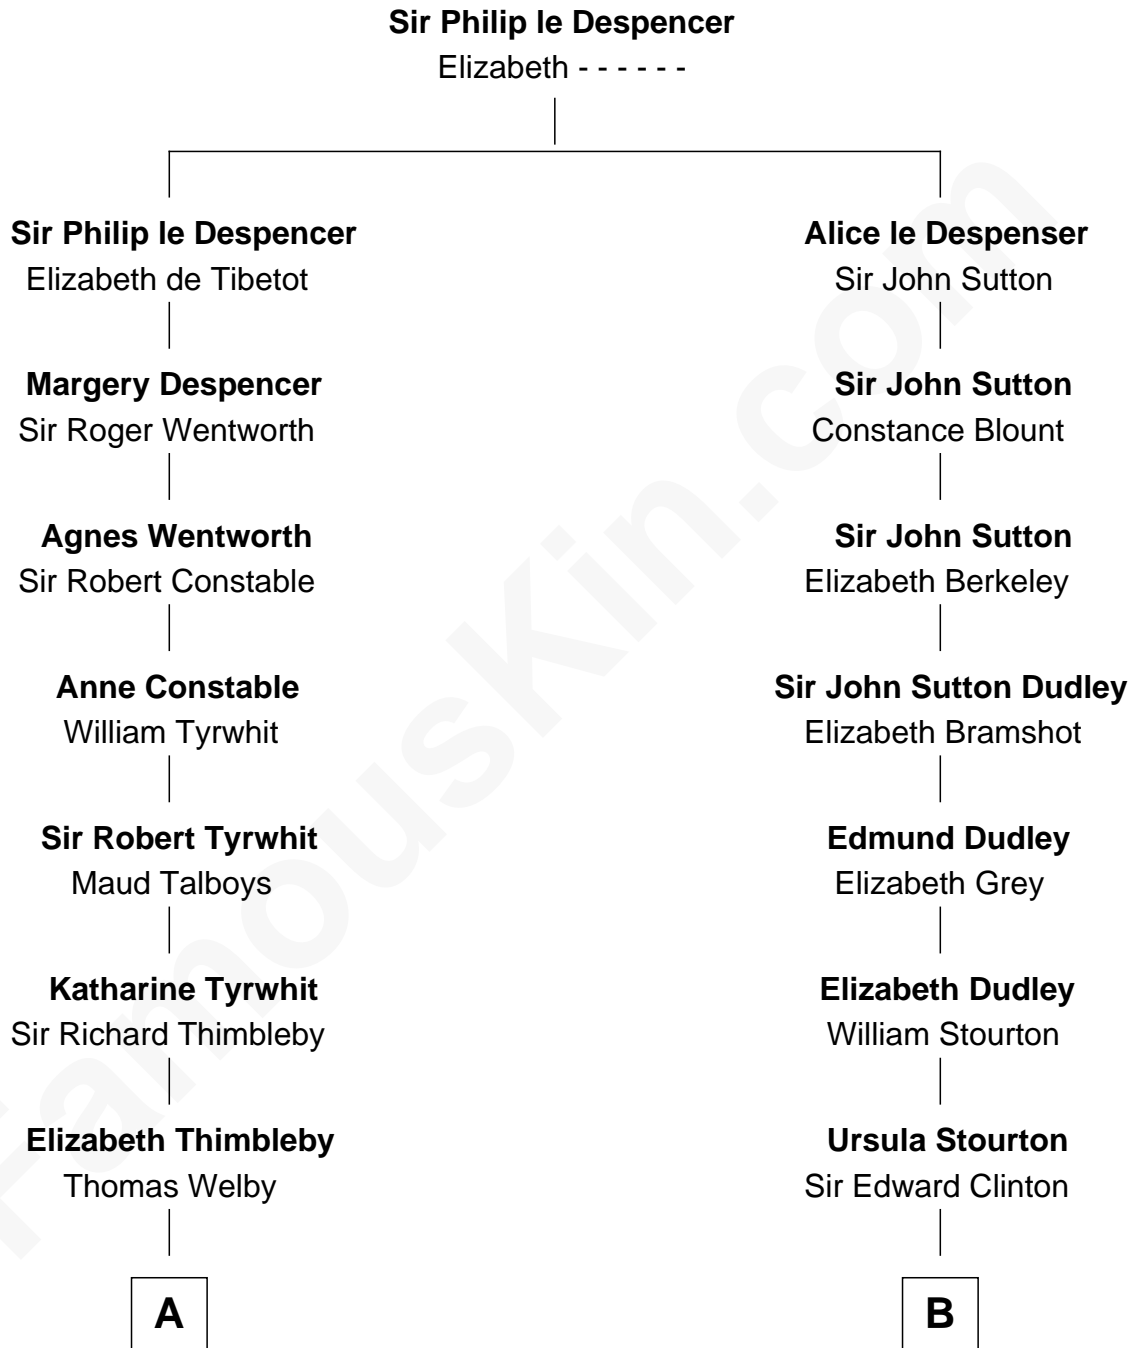 Sir Philip le Despencer
Elizabeth - - - - - -
Sir Philip le Despencer
Elizabeth de Tibetot
Alice le Despenser
Sir John Sutton
Margery Despencer
Sir Roger Wentworth
Sir John Sutton
Constance Blount
Agnes Wentworth
Sir Robert Constable
Sir John Sutton
Elizabeth Berkeley
Anne Constable
William Tyrwhit
Sir John Sutton Dudley
Elizabeth Bramshot
Sir Robert Tyrwhit
Maud Talboys
Edmund Dudley
Elizabeth Grey
Katharine Tyrwhit
Sir Richard Thimbleby
Elizabeth Dudley
William Stourton
Elizabeth Thimbleby
Thomas Welby
Ursula Stourton
Sir Edward Clinton
A
B
FamousKin.com